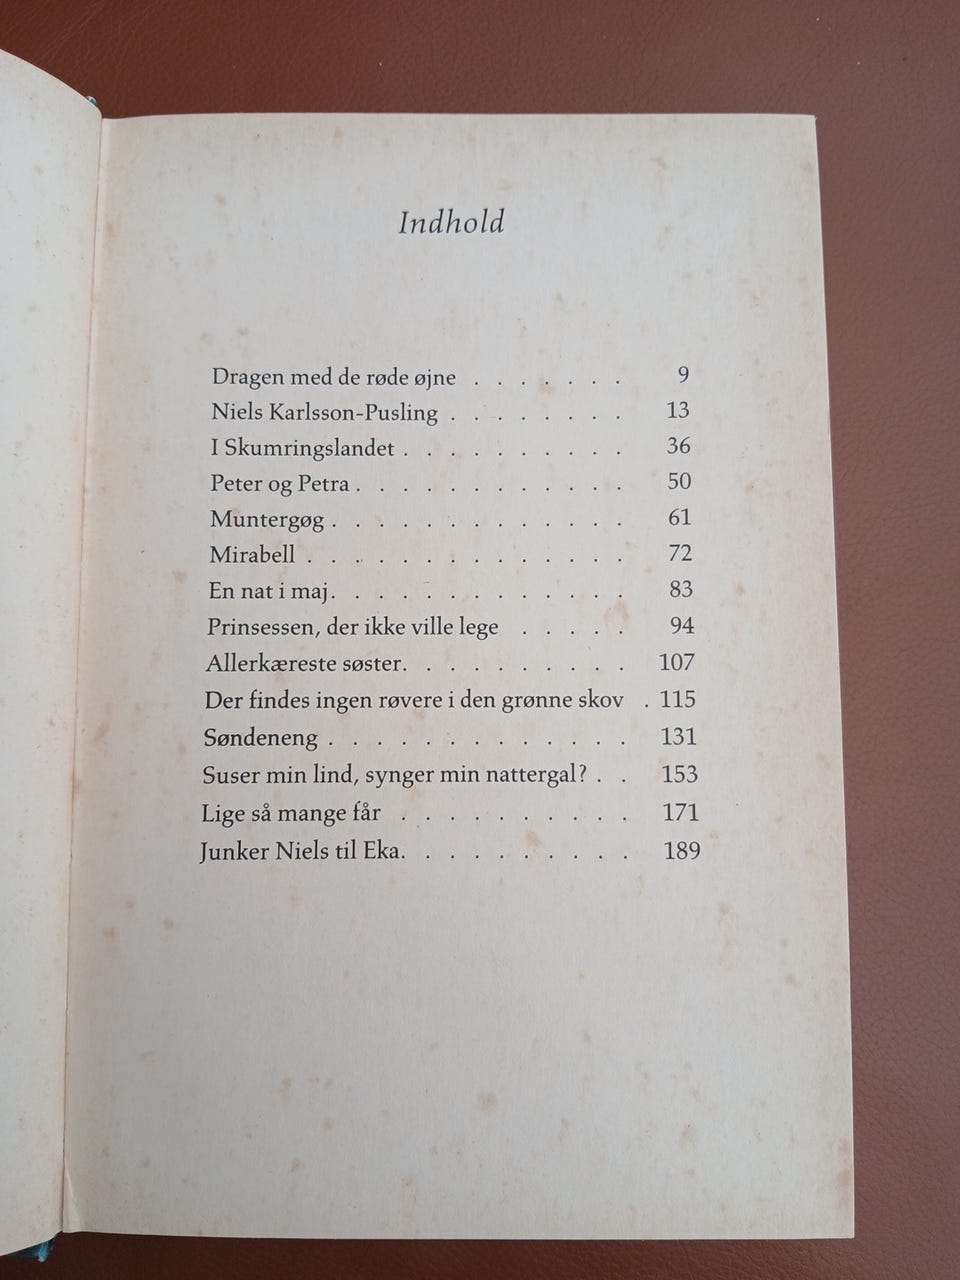 Indhold
Dragen med de røde øjne . . . . . . . 9
Niels Karlsson-Pusling . . . . . . . . 13
I Skumringslandet . . . . . . . . . . 36
Peter og Petra . . . . . . . . . . . . 50
Muntergøg . . . . . . . . . . . . . 61
Mirabell . . . . . . . . . . . . . . 72
En nat i maj. . . . . . . . . . . . . 83
Prinsessen, der ikke ville lege . . . . . 94
Allerkæreste søster. . . . . . . . . . 107
Der findes ingen røvere i den grønne skov . 115
Søndeneng . . . . . . . . . . . . . 131
Suser min lind, synger min nattergal? . . 153
Lige så mange får . . . . . . . . . . 171
Junker Niels til Eka. . . . . . . . . . 189